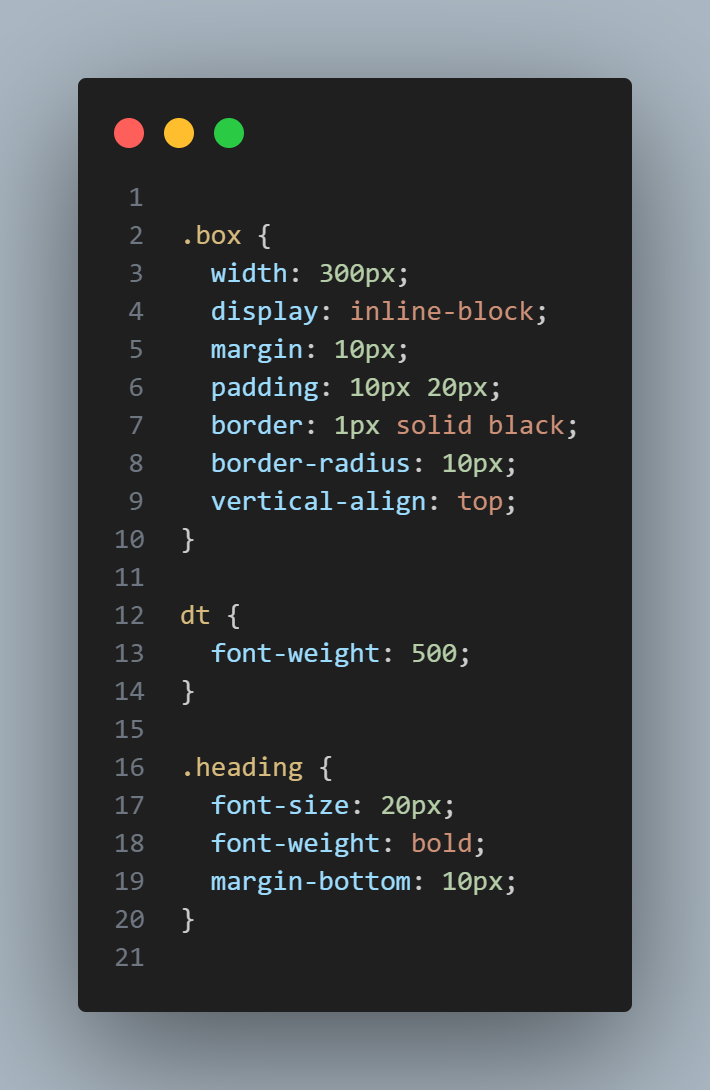 1
2 .box {
3   width: 300px;
4   display: inline-block;
5   margin: 10px;
6   padding: 10px 20px;
7   border: 1px solid black;
8   border-radius: 10px;
9   vertical-align: top;
10 }
11
12 dt {
13   font-weight: 500;
14 }
15
16 .heading {
17   font-size: 20px;
18   font-weight: bold;
19   margin-bottom: 10px;
20 }
21